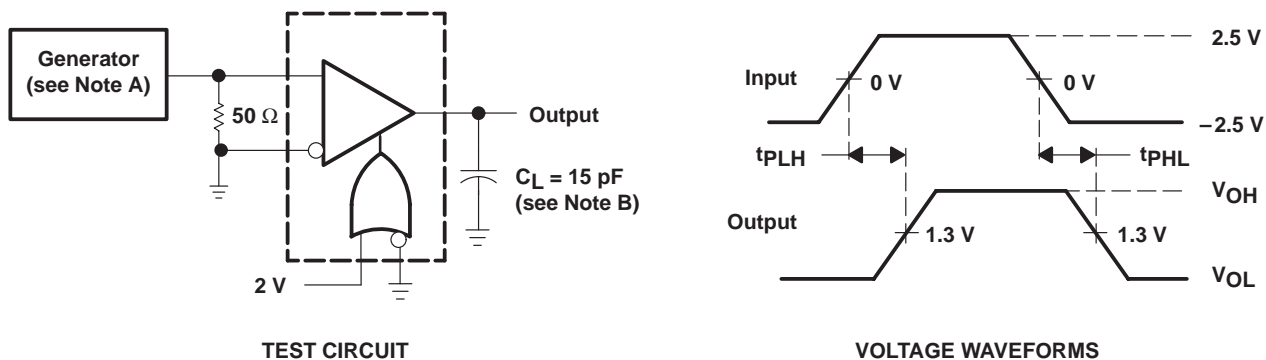 Generator
(see Note A)
50 Ω
Output
CL = 15 pF
(see Note B)
2 V
TEST CIRCUIT
2.5 V
Input
0 V
0 V
–2.5 V
tPLH
tPHL
VOH
Output
1.3 V
1.3 V
VOL
VOLTAGE WAVEFORMS